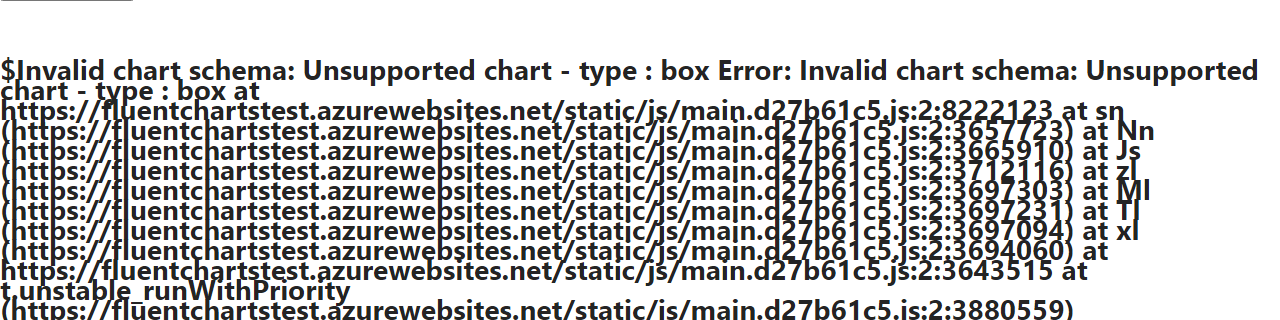 $Invalid chart schema: Unsupported chart - type : box Error: Invalid chart schema: Unsupported
chart - type : box at
https://fluentchartstest.azurewebsites.net/static/js/main.d27b61c5.js:2:8222123 at sn
(https://fluentchartstest.azurewebsites.net/static/js/main.d27b61c5.js:2:3657723) at Nn
(https://fluentchartstest.azurewebsites.net/static/js/main.d27b61c5.js:2:3665910) at Js
(https://fluentchartstest.azurewebsites.net/static/js/main.d27b61c5.js:2:3712116) at zl
(https://fluentchartstest.azurewebsites.net/static/js/main.d27b61c5.js:2:3697303) at Ml
(https://fluentchartstest.azurewebsites.net/static/js/main.d27b61c5.js:2:3697231) at Tl
(https://fluentchartstest.azurewebsites.net/static/js/main.d27b61c5.js:2:3697094) at xl
(https://fluentchartstest.azurewebsites.net/static/js/main.d27b61c5.js:2:3694060) at
https://fluentchartstest.azurewebsites.net/static/js/main.d27b61c5.js:2:3643515 at
t.unstable_runWithPriority
(https://fluentchartstest.azurewebsites.net/static/js/main.d27b61c5.js:2:3880559)